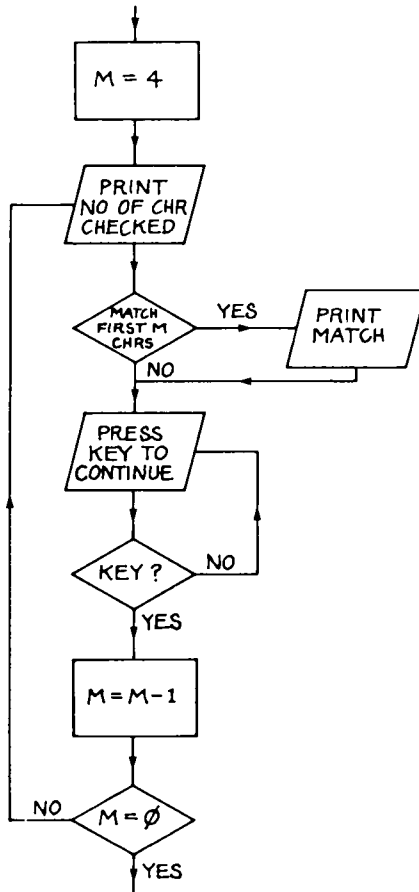 M = 4
PRINT
NO OF CHR
CHECKED
MATCH
FIRST M
CHRS
YES
PRINT
MATCH
NO
PRESS
KEY TO
CONTINUE
KEY ?
NO
YES
M = M-1
M = Ø
NO
YES